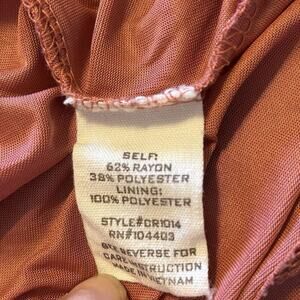 SELF:
62% RAYON
38% POLYESTER
LINING:
100% POLYESTER
STYLE#CR1014
RN#104403
SEE REVERSE FOR
CARE INSTRUCTION
MADE IN VIETNAM